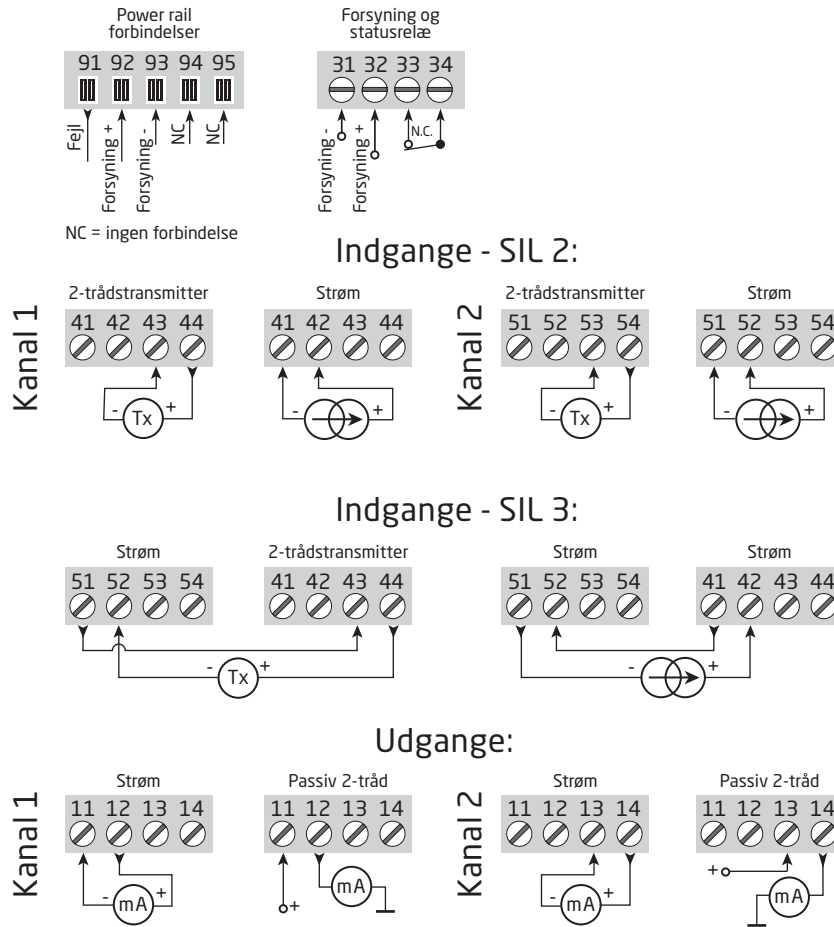 Power rail
forbindelser
91 92 93 94 95
Fejl
Forsyning +
Forsyning -
NC
NC
NC = ingen forbindelse
Forsyning og
statusrelæ
31 32 33 34
Forsyning -
Forsyning +
N.C.
Indgange - SIL 2:
Kanal 1
2-trådstransmitter
41 42 43 44
- Tx +
Strøm
41 42 43 44
- +
Kanal 2
2-trådstransmitter
51 52 53 54
- Tx +
Strøm
51 52 53 54
- +
Indgange - SIL 3:
Strøm
51 52 53 54
2-trådstransmitter
41 42 43 44
- Tx +
Strøm
51 52 53 54
Strøm
41 42 43 44
- +
Udgange:
Kanal 1
Strøm
11 12 13 14
- mA +
Passiv 2-tråd
11 12 13 14
+
mA
Kanal 2
Strøm
11 12 13 14
- mA +
Passiv 2-tråd
11 12 13 14
+
mA